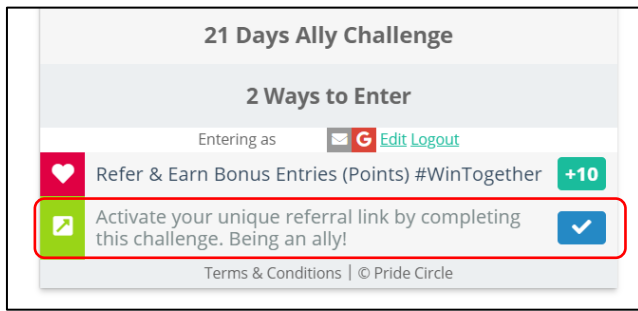 21 Days Ally Challenge
2 Ways to Enter
Entering as G Edit Logout
Refer & Earn Bonus Entries (Points) #WinTogether +10
Activate your unique referral link by completing
this challenge. Being an ally!
Terms & Conditions | © Pride Circle